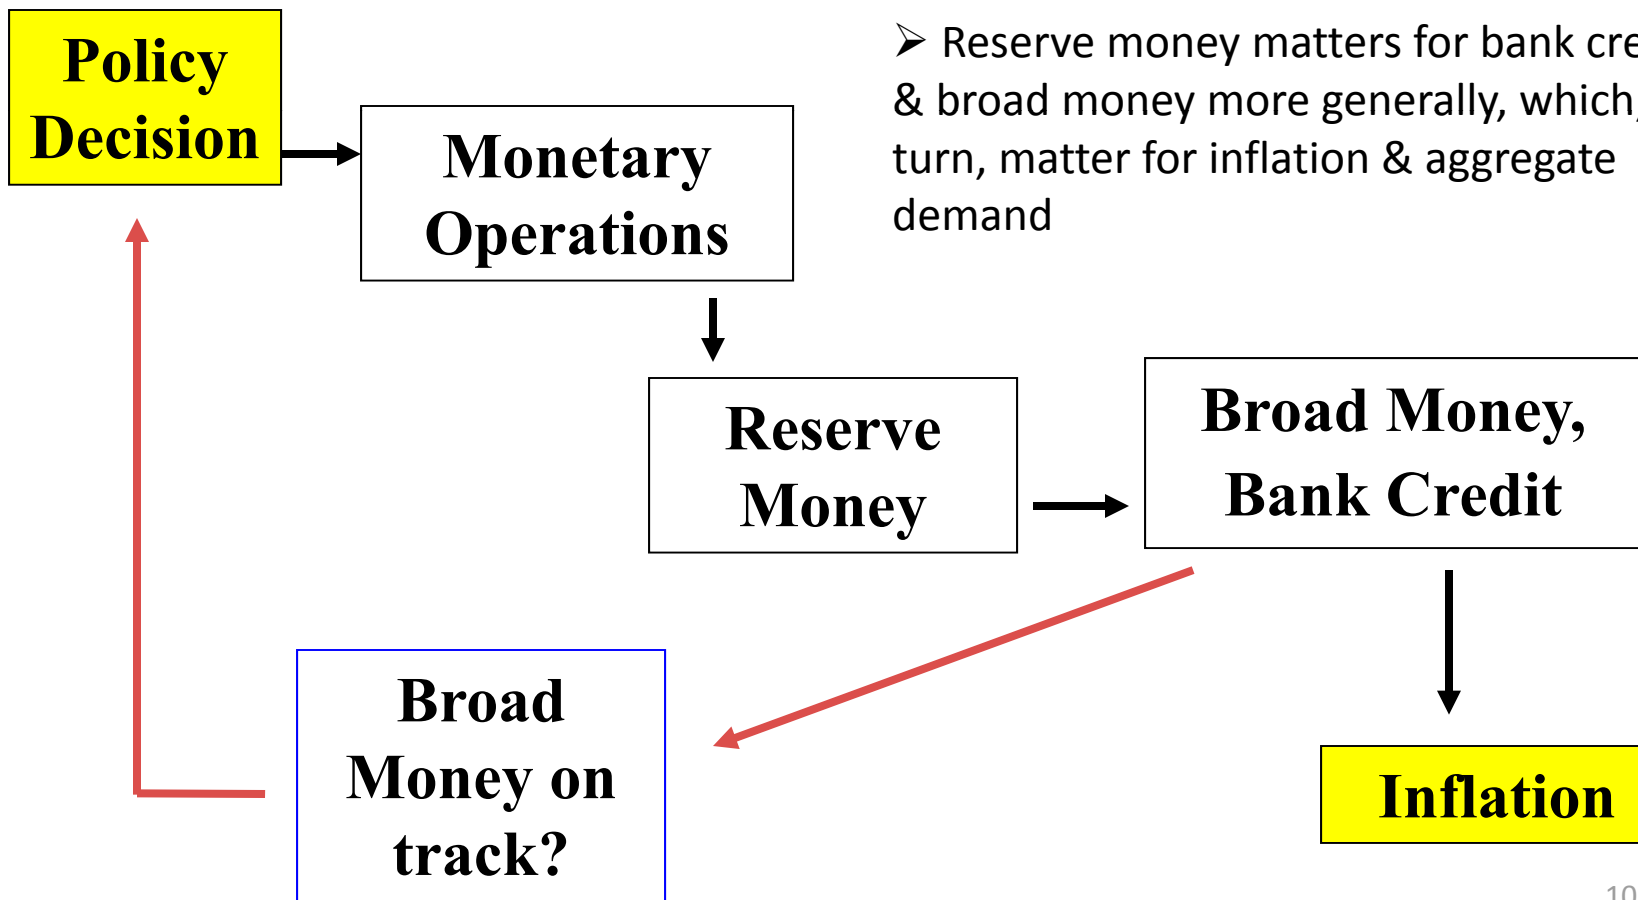 Policy
Decision
Monetary
Operations
➢ Reserve money matters for bank cre
& broad money more generally, which,
turn, matter for inflation & aggregate
demand
Reserve
Money
Broad Money,
Bank Credit
Broad
Money on
track?
Inflation
10